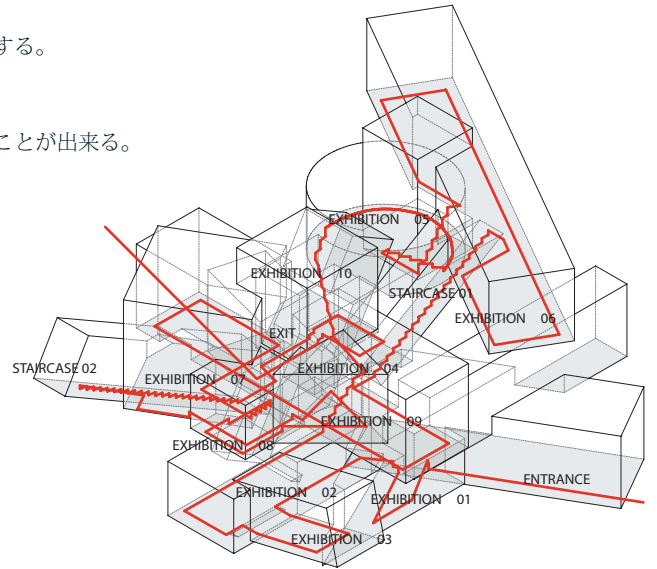 する。
ことが出来る。
EXHIBITION 05
EXHIBITION 10
STAIRCASE 01
EXHIBITION 06
EXIT
STAIRCASE 02
EXHIBITION 07
EXHIBITION 04
EXHIBITION 09
EXHIBITION 08
ENTRANCE
EXHIBITION 02
EXHIBITION 01
EXHIBITION 03